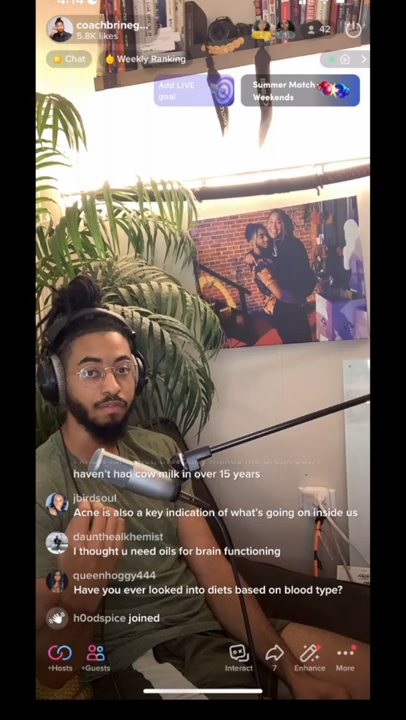 4:14
coachbrineg...
5.8K likes
42
Chat
Weekly Ranking
Add LIVE
goal
Summer Match
Weekends
haven't had cow milk in over 15 years
jbirdsoul
Acne is also a key indication of what's going on inside us
daunthealkhemist
I thought u need oils for brain functioning
queenhoggy444
Have you ever looked into diets based on blood type?
h0odspice joined
+Hosts
+Guests
Interact
7
Enhance
More